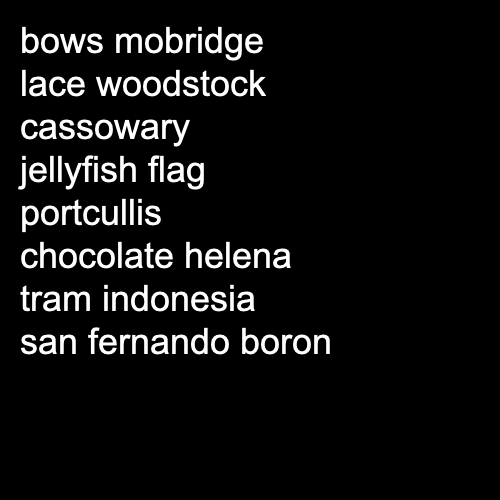 bows mobridge
lace woodstock
cassowary
jellyfish flag
portcullis
chocolate helena
tram indonesia
san fernando boron